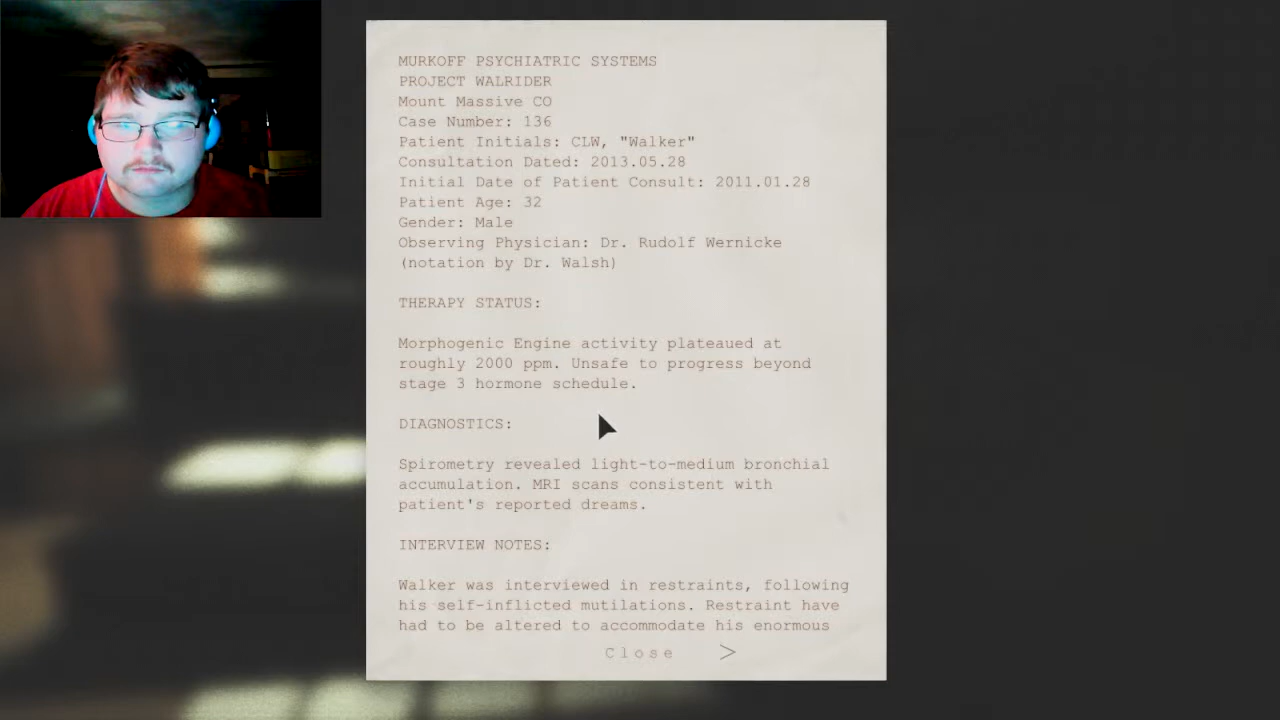 MURKOFF PSYCHIATRIC SYSTEMS
PROJECT WALRIDER
Mount Massive CO
Case Number: 136
Patient Initials: CLW, "Walker"
Consultation Dated: 2013.05.28
Initial Date of Patient Consult: 2011.01.28
Patient Age: 32
Gender: Male
Observing Physician: Dr. Rudolf Wernicke
(notation by Dr. Walsh)
THERAPY STATUS:
Morphogenic Engine activity plateaued at
roughly 2000 ppm. Unsafe to progress beyond
stage 3 hormone schedule.
DIAGNOSTICS:
Spirometry revealed light-to-medium bronchial
accumulation. MRI scans consistent with
patient's reported dreams.
INTERVIEW NOTES:
Walker was interviewed in restraints, following
his self-inflicted mutilations. Restraint have
had to be altered to accommodate his enormous
Close >